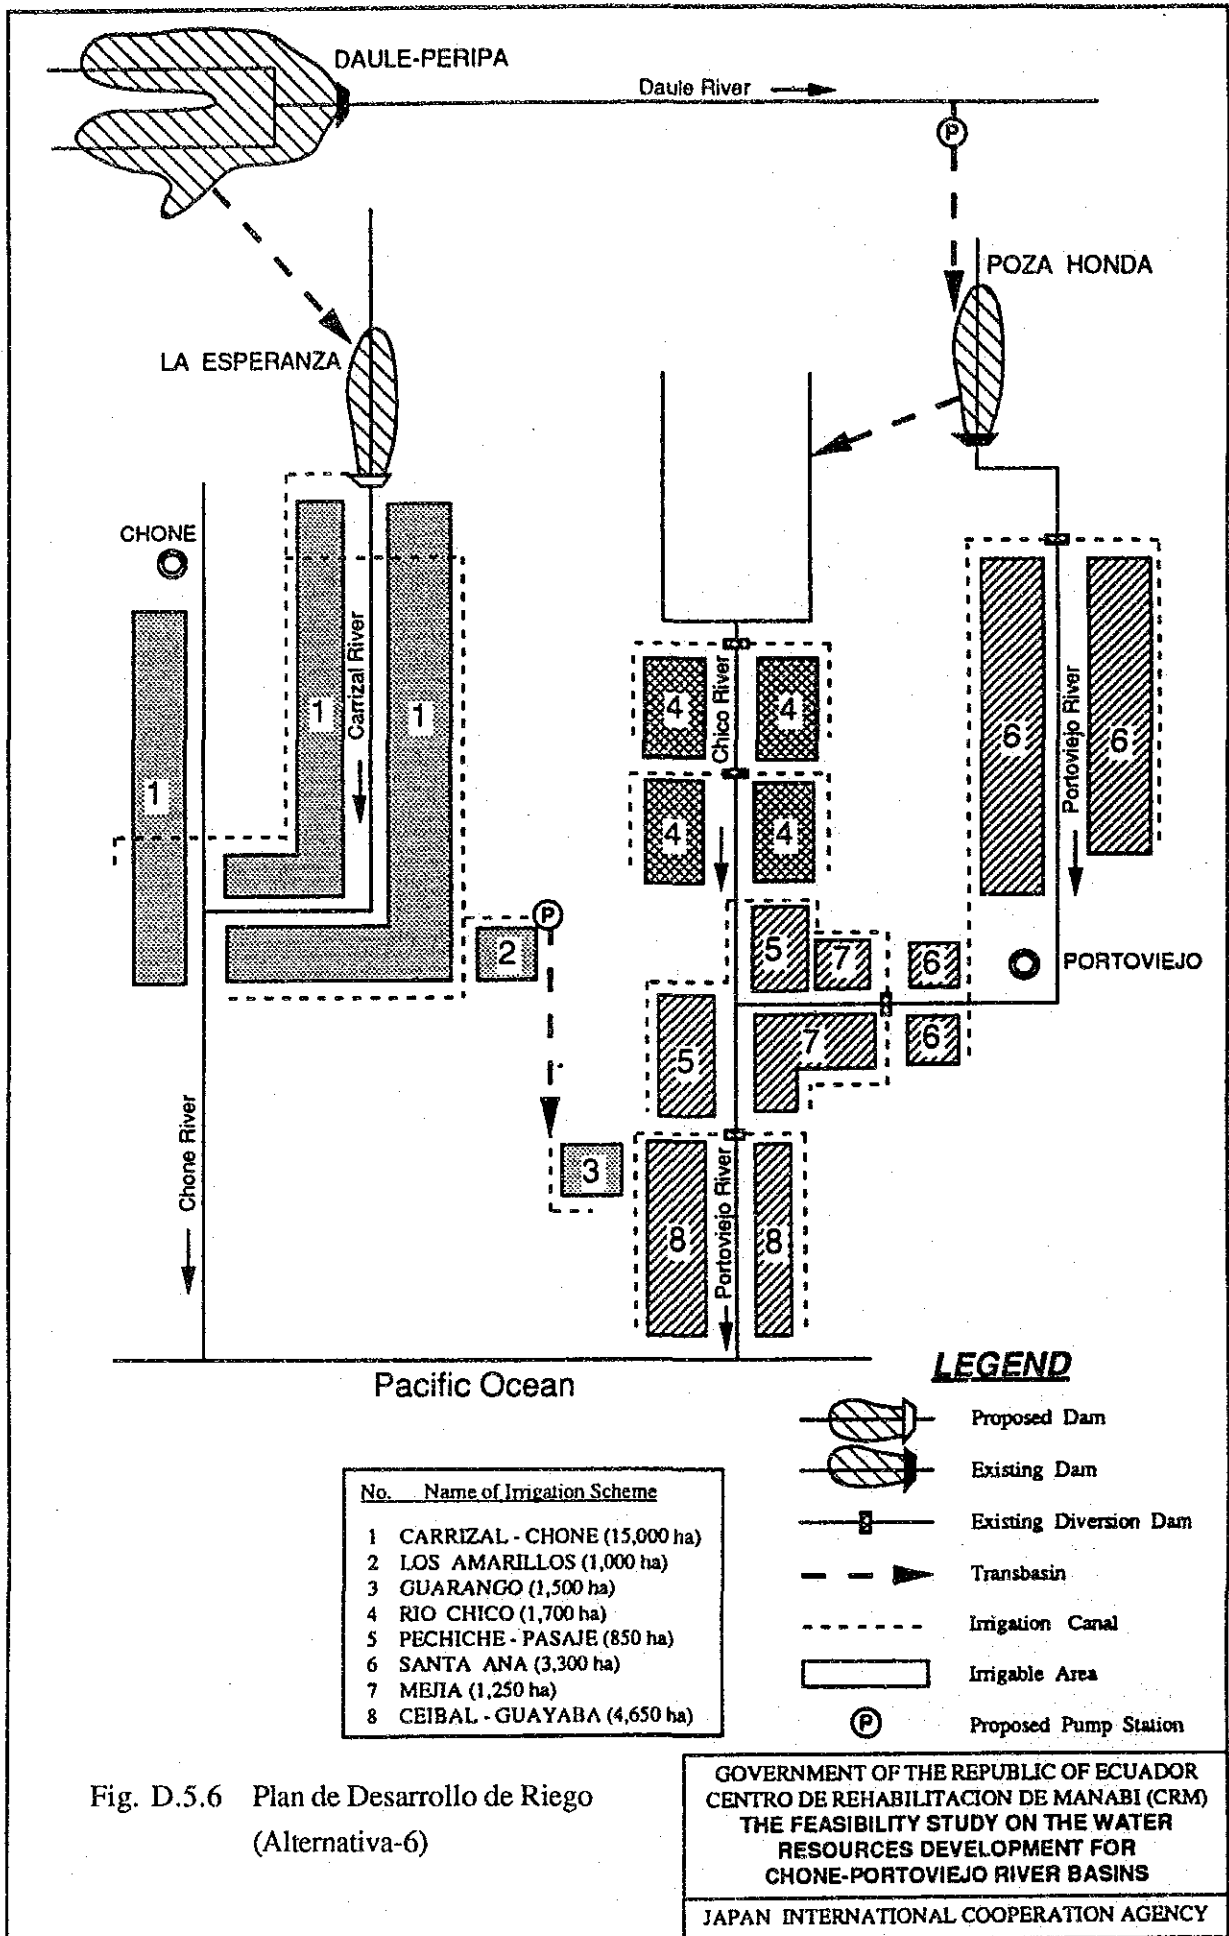 DAULE-PERIPA
Daule River
P
POZA HONDA
LA ESPERANZA
CHONE
Carrizal River
1
1
1
Chico River
4
4
4
4
6
6
Portoviejo River
P
2
5
7
6
PORTOVIEJO
5
7
6
Chone River
3
8
Portoviejo River
8
Pacific Ocean
LEGEND
Proposed Dam
Existing Dam
Existing Diversion Dam
Transbasin
Irrigation Canal
Irrigable Area
P Proposed Pump Station
No. Name of Irrigation Scheme
1 CARRIZAL - CHONE (15,000 ha)
2 LOS AMARILLOS (1,000 ha)
3 GUARANGO (1,500 ha)
4 RIO CHICO (1,700 ha)
5 PECHICHE - PASAJE (850 ha)
6 SANTA ANA (3,300 ha)
7 MEJIA (1,250 ha)
8 CEIBAL - GUAYABA (4,650 ha)
Fig. D.5.6 Plan de Desarrollo de Riego
(Alternativa-6)
GOVERNMENT OF THE REPUBLIC OF ECUADOR
CENTRO DE REHABILITACION DE MANABI (CRM)
THE FEASIBILITY STUDY ON THE WATER
RESOURCES DEVELOPMENT FOR
CHONE-PORTOVIEJO RIVER BASINS
JAPAN INTERNATIONAL COOPERATION AGENCY